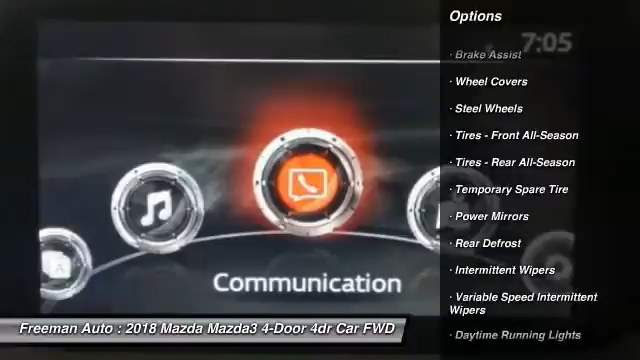 Options
7:05
· Brake Assist
· Wheel Covers
· Steel Wheels
· Tires - Front All-Season
· Tires - Rear All-Season
· Temporary Spare Tire
· Power Mirrors
· Rear Defrost
· Intermittent Wipers
· Variable Speed Intermittent
Wipers
· Daytime Running Lights
A
Communication
Freeman Auto : 2018 Mazda Mazda3 4-Door 4dr Car FWD